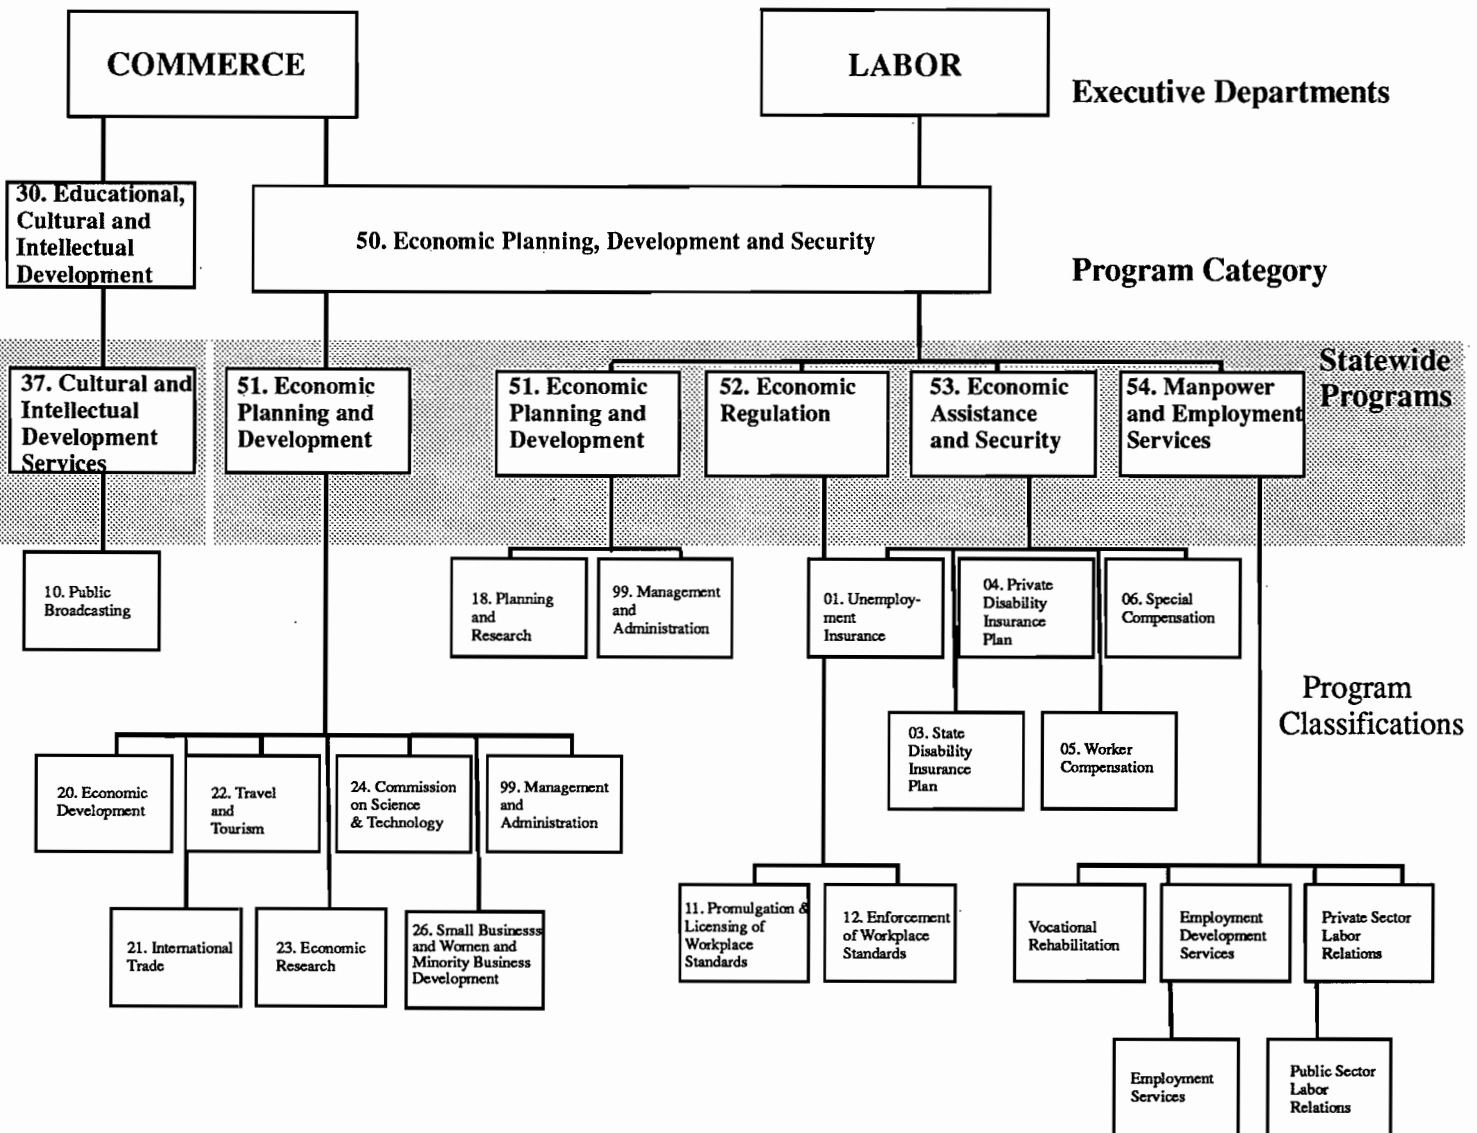 COMMERCE
LABOR
Executive Departments
30. Educational,
Cultural and
Intellectual
Development
50. Economic Planning, Development and Security
Program Category
Statewide
Programs
37. Cultural and
Intellectual
Development
Services
51. Economic
Planning and
Development
51. Economic
Planning and
Development
52. Economic
Regulation
53. Economic
Assistance
and Security
54. Manpower
and Employment
Services
10. Public
Broadcasting
18. Planning
and
Research
99. Management
and
Administration
01. Unemploy-
ment
Insurance
04. Private
Disability
Insurance
Plan
06. Special
Compensation
Program
Classifications
03. State
Disability
Insurance
Plan
05. Worker
Compensation
20. Economic
Development
22. Travel
and
Tourism
24. Commission
on Science
& Technology
99. Management
and
Administration
21. International
Trade
23. Economic
Research
26. Small Businesss
and Women and
Minority Business
Development
11. Promulgation &
Licensing of
Workplace
Standards
12. Enforcement
of Workplace
Standards
Vocational
Rehabilitation
Employment
Development
Services
Private Sector
Labor
Relations
Employment
Services
Public Sector
Labor
Relations